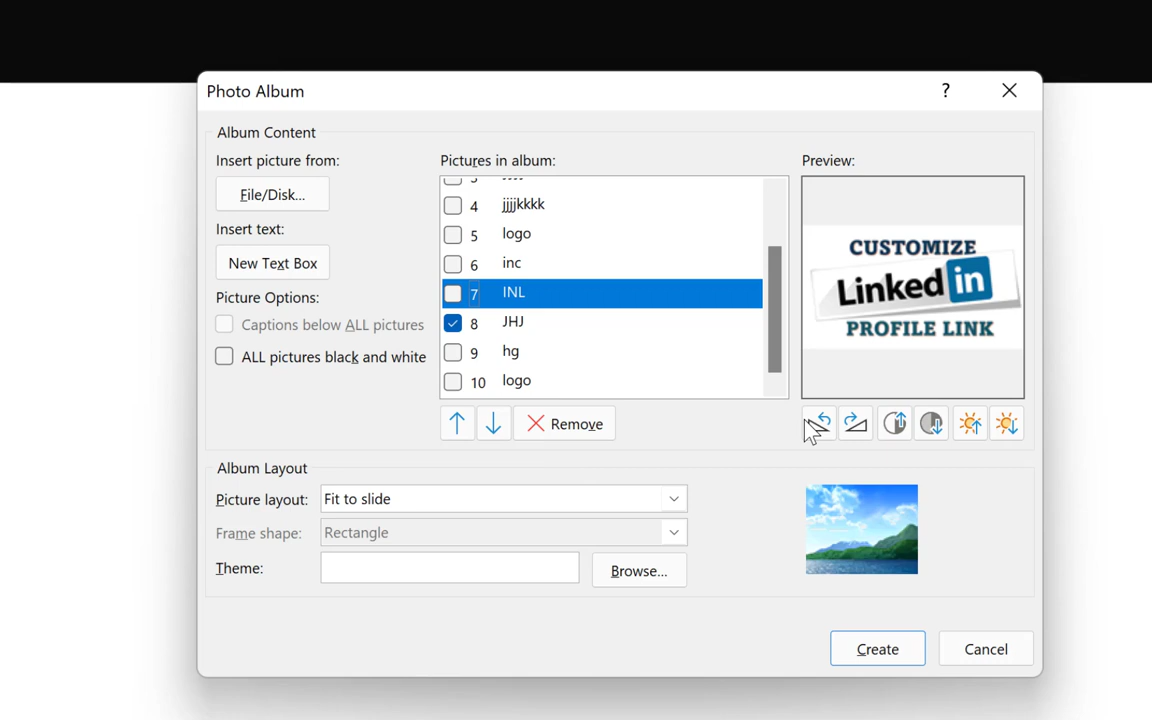 Photo Album
?
Album Content
Insert picture from:
File/Disk...
Insert text:
New Text Box
Picture Options:
Captions below ALL pictures
ALL pictures black and white
Pictures in album:
4 jjjjkkkk
5 logo
6 inc
7 INL
8 JHJ
9 hg
10 logo
Remove
Preview:
CUSTOMIZE
Linked in
PROFILE LINK
Album Layout
Picture layout: Fit to slide
Frame shape: Rectangle
Theme:
Browse...
Create
Cancel